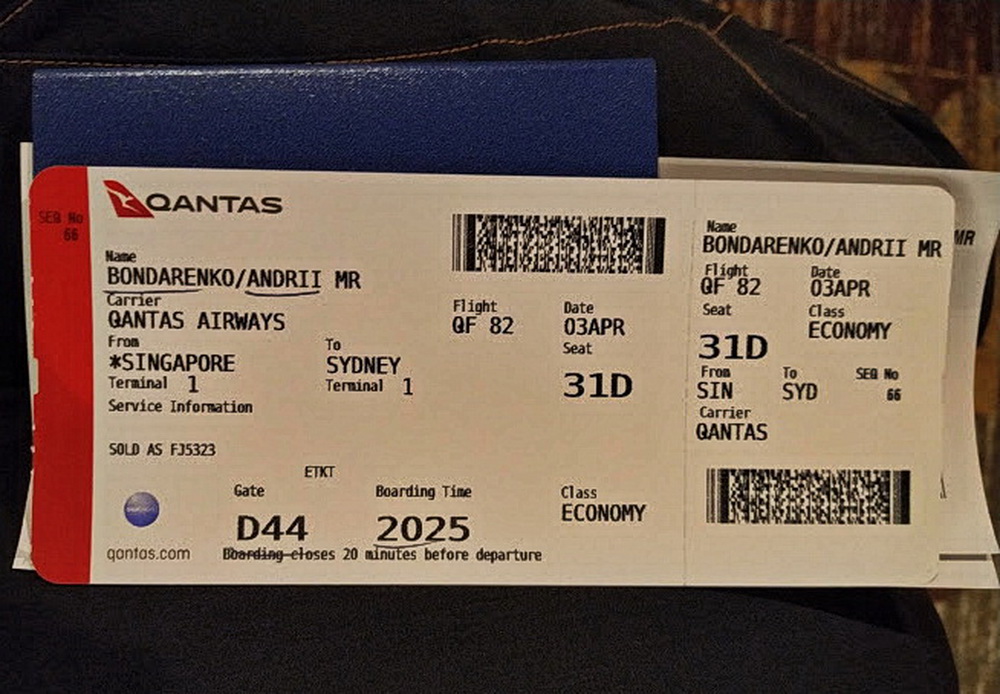 SEQ No
66
QANTAS
Name
BONDARENKO/ANDRII MR
Carrier
QANTAS AIRWAYS
From To
*SINGAPORE SYDNEY
Terminal 1 Terminal 1
Service Information
Flight Date
QF 82 03APR
Seat
31D
SOLD AS FJ5323
ETKT
Gate Boarding Time Class
D44 2025 ECONOMY
qantas.com Boarding closes 20 minutes before departure
Name
BONDARENKO/ANDRII MR
Flight Date
QF 82 03APR
Seat Class
31D ECONOMY
From To SEQ No
SIN SYD 66
Carrier
QANTAS
MR